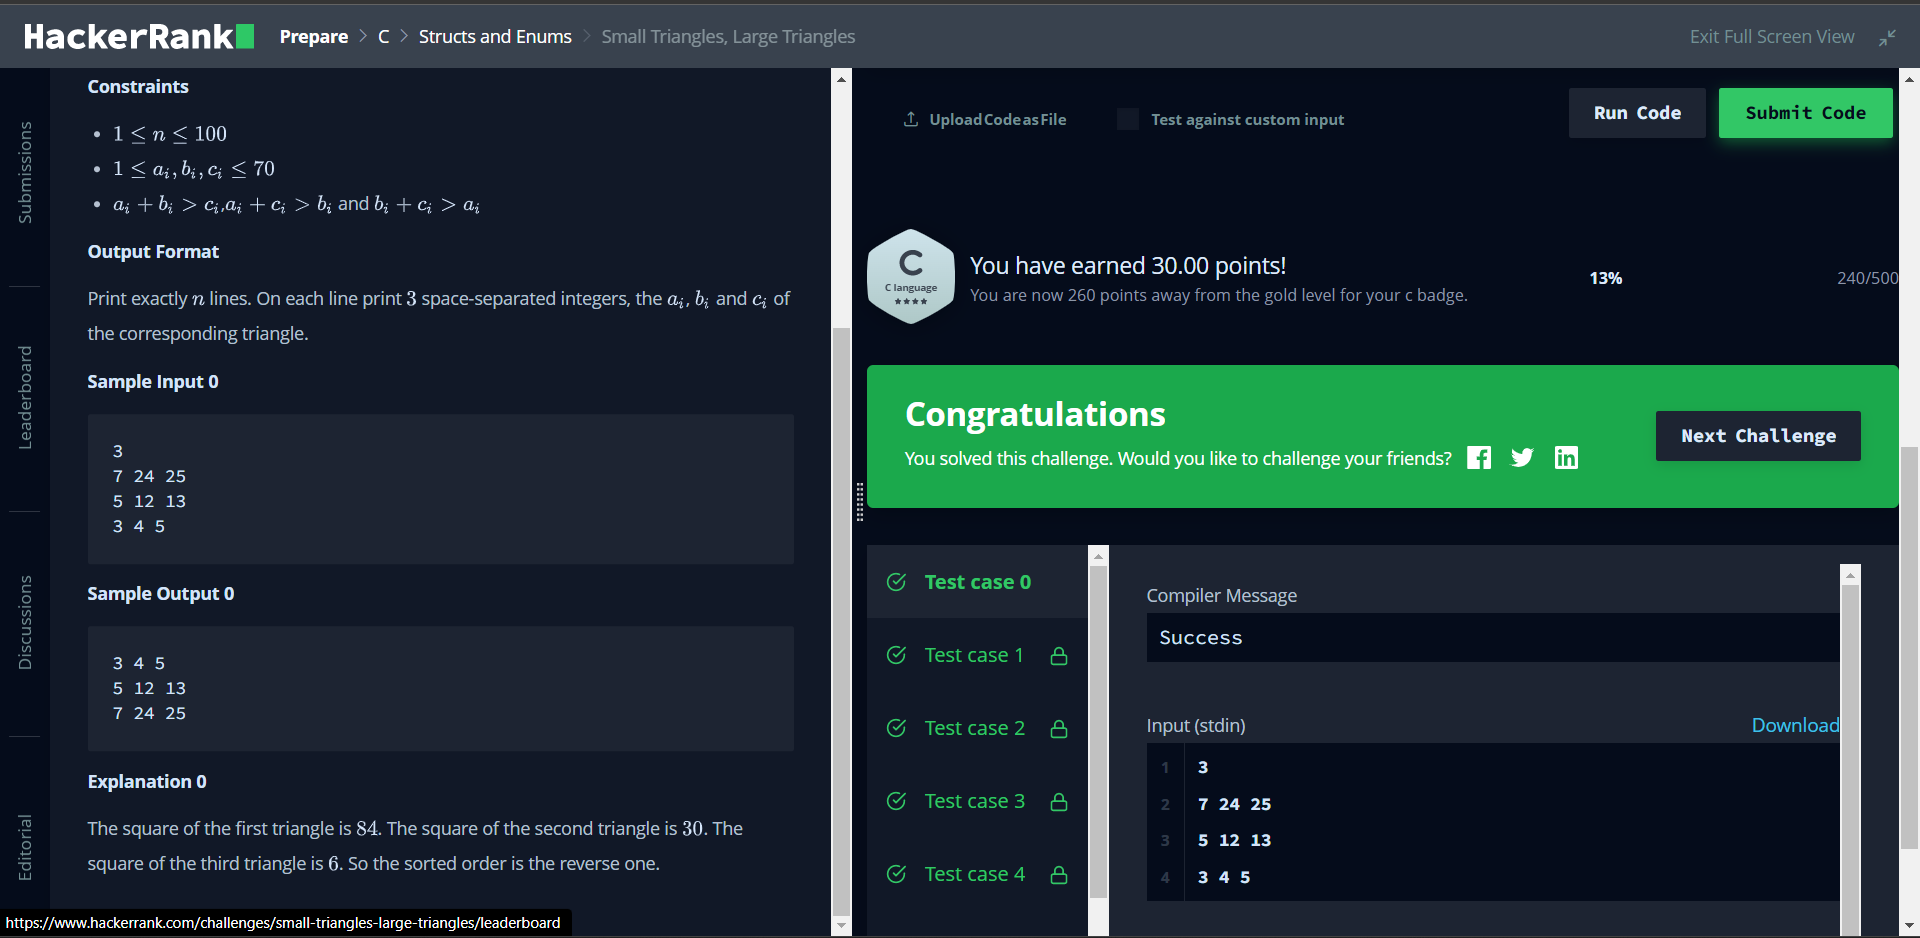 HackerRank
Prepare > C > Structs and Enums > Small Triangles, Large Triangles
Exit Full Screen View
Submissions
Leaderboard
Discussions
Editorial
Constraints
• 1 ≤ n ≤ 100
• 1 ≤ aᵢ, bᵢ, cᵢ ≤ 70
• aᵢ + bᵢ > cᵢ,aᵢ + cᵢ > bᵢ and bᵢ + cᵢ > aᵢ
Output Format
Print exactly n lines. On each line print 3 space-separated integers, the aᵢ, bᵢ and cᵢ of
the corresponding triangle.
Sample Input 0
3
7 24 25
5 12 13
3 4 5
Sample Output 0
3 4 5
5 12 13
7 24 25
Explanation 0
The square of the first triangle is 84. The square of the second triangle is 30. The
square of the third triangle is 6. So the sorted order is the reverse one.
https://www.hackerrank.com/challenges/small-triangles-large-triangles/leaderboard
Upload Code as File
Test against custom input
Run Code
Submit Code
C
C language
★★★★
You have earned 30.00 points!
You are now 260 points away from the gold level for your c badge.
13%
240/500
Congratulations
You solved this challenge. Would you like to challenge your friends?
Next Challenge
Test case 0
Test case 1
Test case 2
Test case 3
Test case 4
Compiler Message
Success
Input (stdin)
Download
1 3
2 7 24 25
3 5 12 13
4 3 4 5